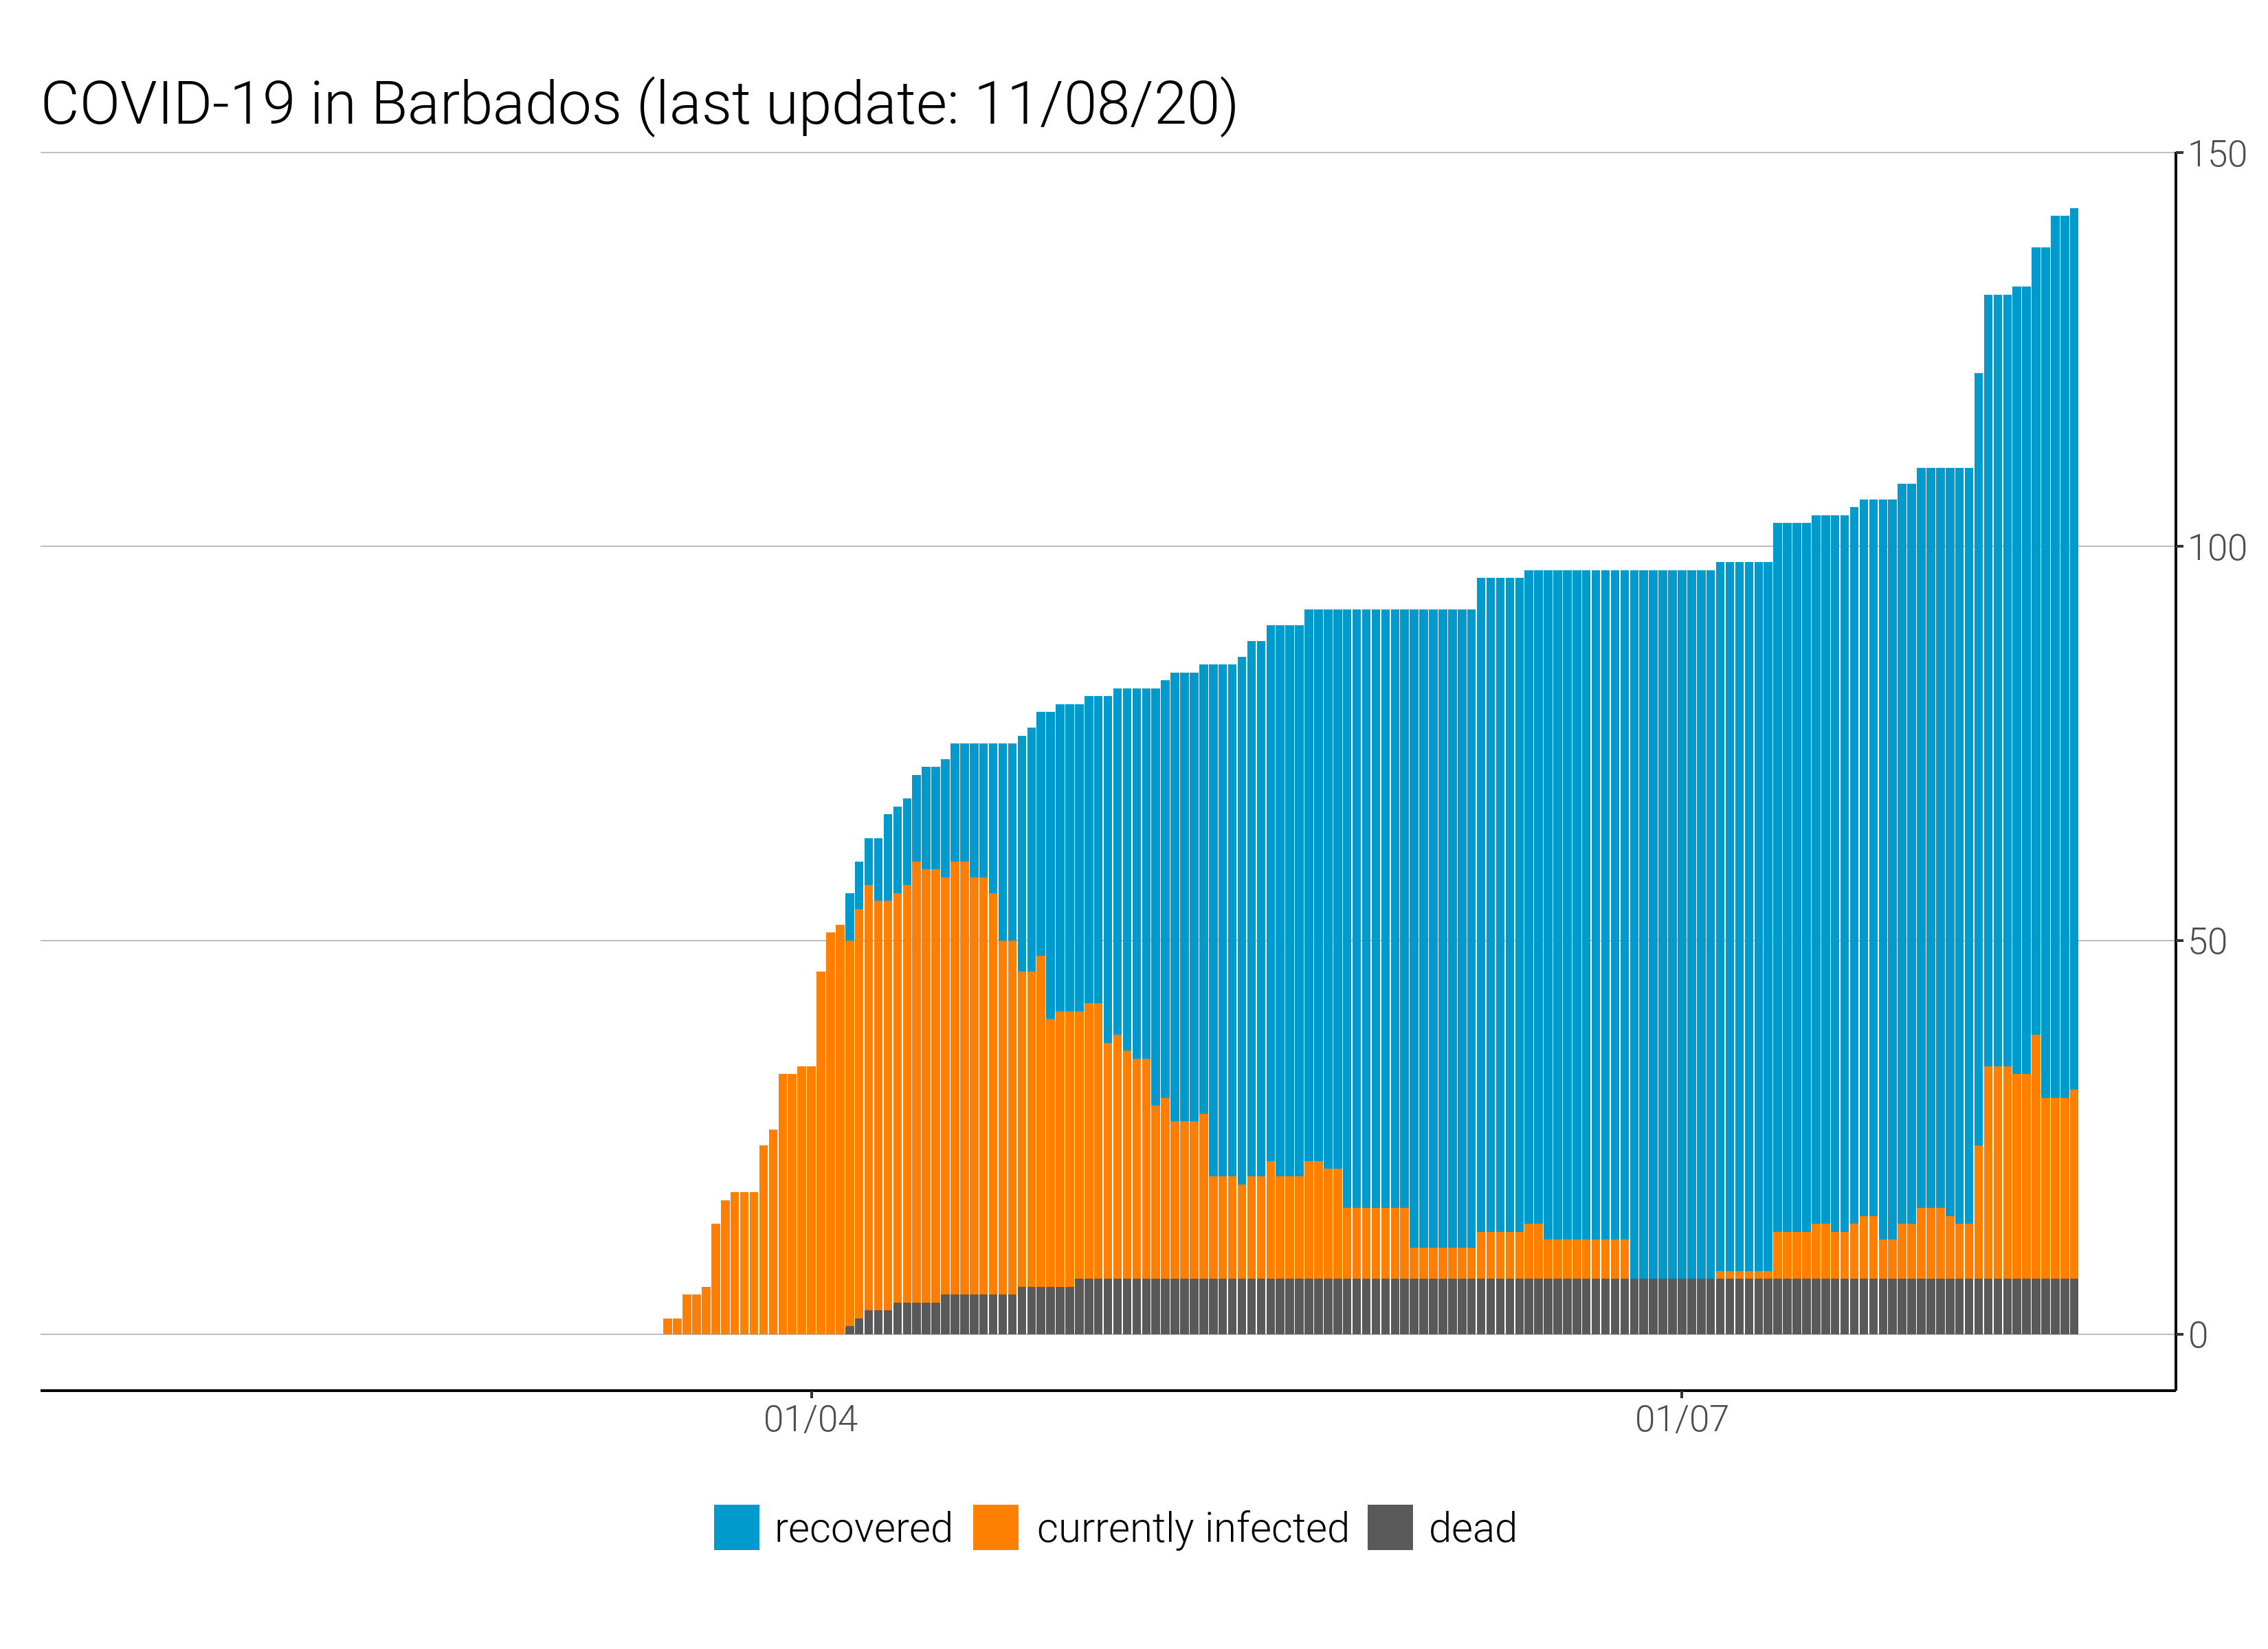 COVID-19 in Barbados (last update: 11/08/20)
150
100
50
0
01/04 01/07
recovered currently infected dead